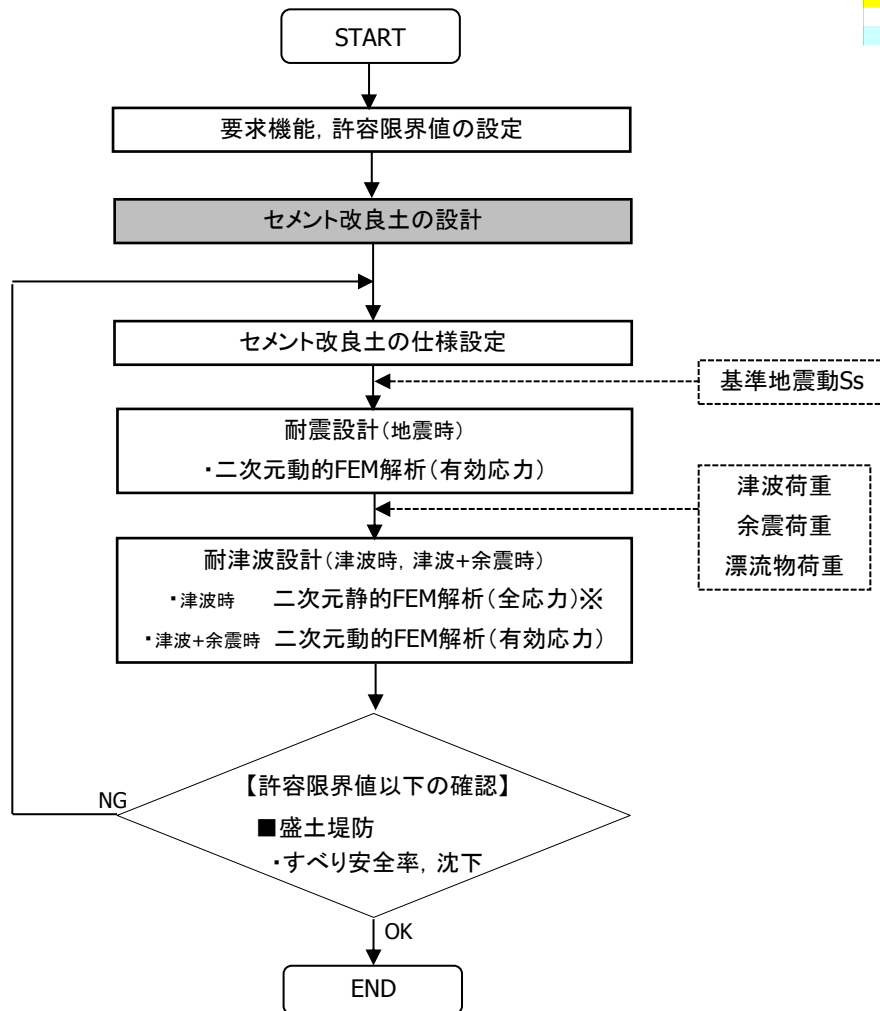 START
要求機能，許容限界値の設定
セメント改良土の設計
セメント改良土の仕様設定
基準地震動Ss
耐震設計（地震時）
・二次元動的FEM解析（有効応力）
津波荷重
余震荷重
漂流物荷重
耐津波設計（津波時，津波+余震時）
・津波時　二次元静的FEM解析（全応力）※
・津波+余震時 二次元動的FEM解析（有効応力）
NG
【許容限界値以下の確認】
■盛土堤防
・すべり安全率，沈下
OK
END